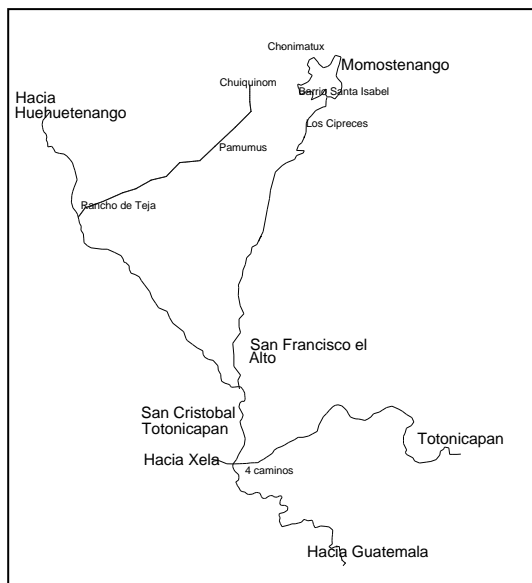 Chonimatux
Momostenango
Chuiquinom
Hacia
Huehuetenango
Barrio Santa Isabel
Los Cipreces
Pamumus
Rancho de Teja
San Francisco el
Alto
San Cristobal
Totonicapan
Totonicapan
Hacia Xela
4 caminos
Hacia Guatemala